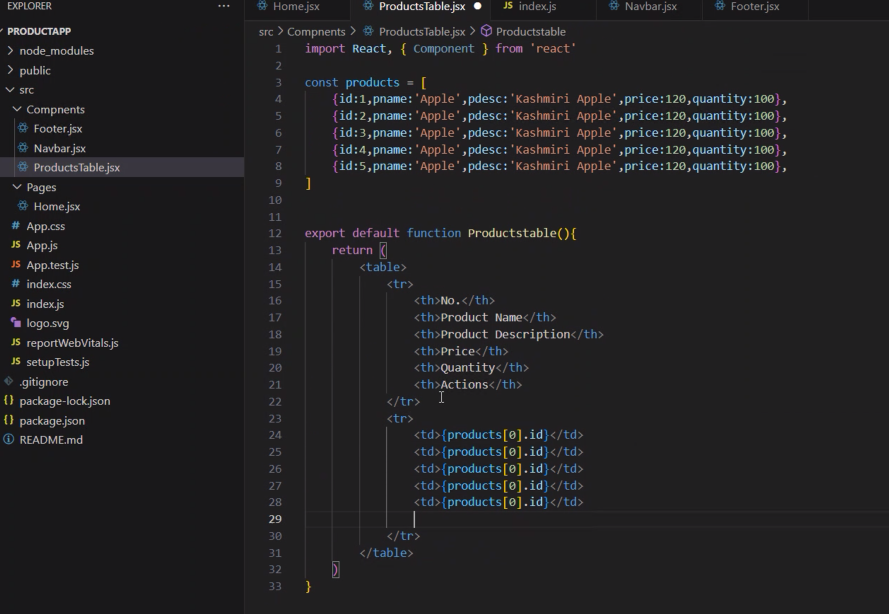 EXPLORER ...
Home.jsx ProductsTable.jsx index.js Navbar.jsx Footer.jsx
PRODUCTAPP
node_modules
public
src
Compnents
Footer.jsx
Navbar.jsx
ProductsTable.jsx
Pages
Home.jsx
# App.css
JS App.js
JS App.test.js
# index.css
JS index.js
logo.svg
JS reportWebVitals.js
JS setupTests.js
.gitignore
{} package-lock.json
{} package.json
README.md
src > Compnents > ProductsTable.jsx > Productstable
1 import React, { Component } from 'react'
2
3 const products = [
4 {id:1,pname:'Apple',pdesc:'Kashmiri Apple',price:120,quantity:100},
5 {id:2,pname:'Apple',pdesc:'Kashmiri Apple',price:120,quantity:100},
6 {id:3,pname:'Apple',pdesc:'Kashmiri Apple',price:120,quantity:100},
7 {id:4,pname:'Apple',pdesc:'Kashmiri Apple',price:120,quantity:100},
8 {id:5,pname:'Apple',pdesc:'Kashmiri Apple',price:120,quantity:100},
9 ]
10
11
12 export default function Productstable(){
13 return (
14 <table>
15 <tr>
16 <th>No.</th>
17 <th>Product Name</th>
18 <th>Product Description</th>
19 <th>Price</th>
20 <th>Quantity</th>
21 <th>Actions</th>
22 </tr>
23 <tr>
24 <td>{products[0].id}</td>
25 <td>{products[0].id}</td>
26 <td>{products[0].id}</td>
27 <td>{products[0].id}</td>
28 <td>{products[0].id}</td>
29
30 </tr>
31 </table>
32 )
33 }